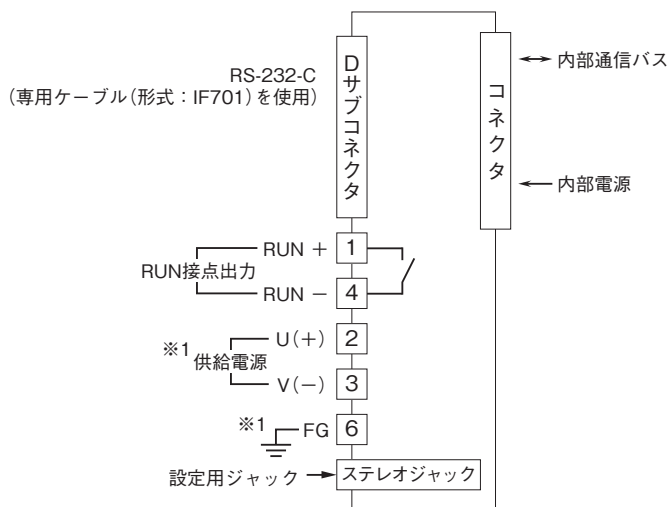 RS-232-C
（専用ケーブル（形式：IF701）を使用）
Dサブコネクタ
コネクタ
内部通信バス
内部電源
RUN接点出力
RUN ＋
1
RUN －
4
※1
供給電源
U（＋）
2
V（－）
3
※1
FG
6
設定用ジャック
ステレオジャック